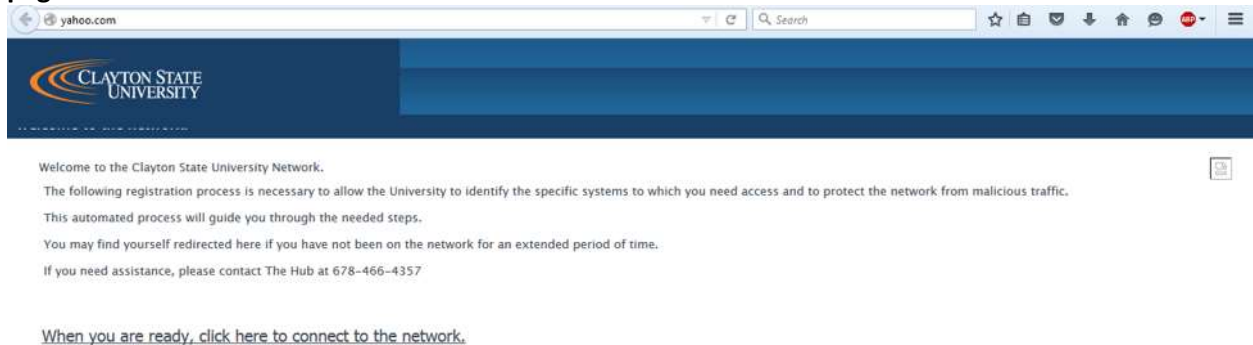 yahoo.com
Search
ABP
CLAYTON STATE
UNIVERSITY
Welcome to the Clayton State University Network.
The following registration process is necessary to allow the University to identify the specific systems to which you need access and to protect the network from malicious traffic.
This automated process will guide you through the needed steps.
You may find yourself redirected here if you have not been on the network for an extended period of time.
If you need assistance, please contact The Hub at 678-466-4357
When you are ready, click here to connect to the network.